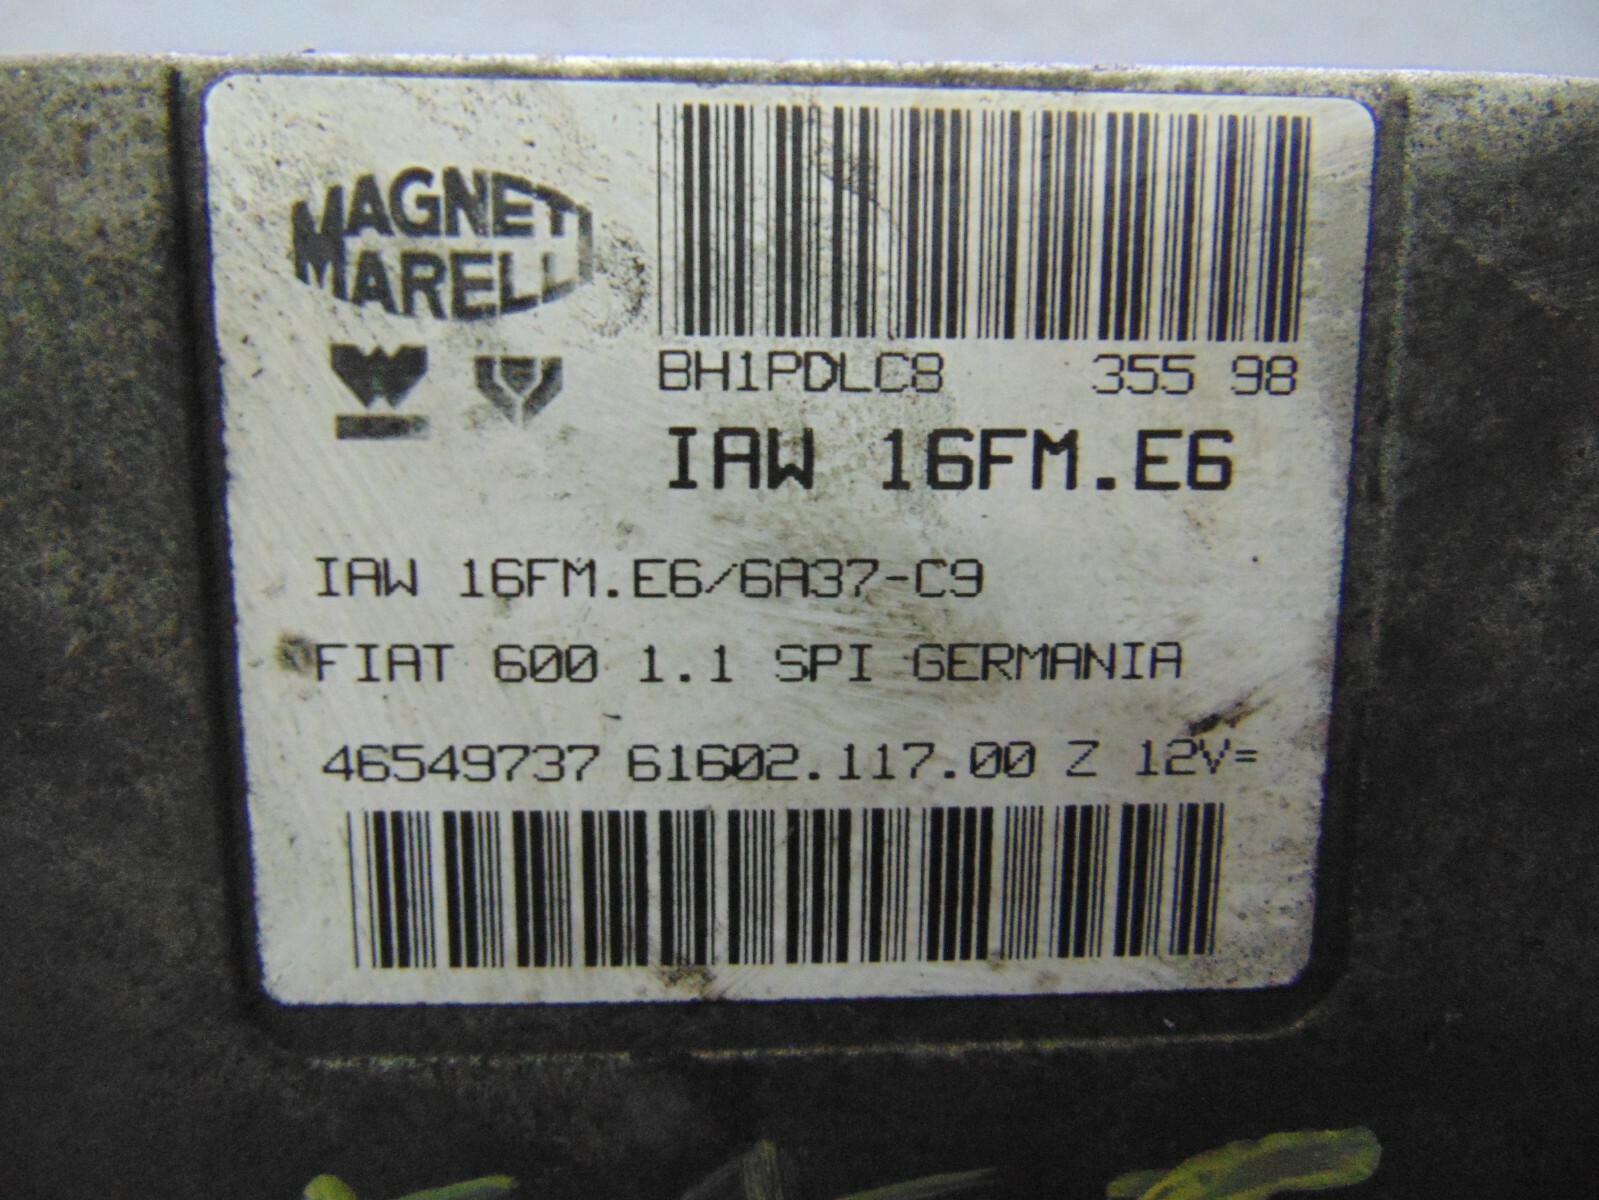 MAGNETI
MARELLI
BH1PDLC8 355 98
IAW 16FM.E6
IAW 16FM.E6/6A37-C9
FIAT 600 1.1 SPI GERMANIA
46549737 61602.117.00 Z 12V=